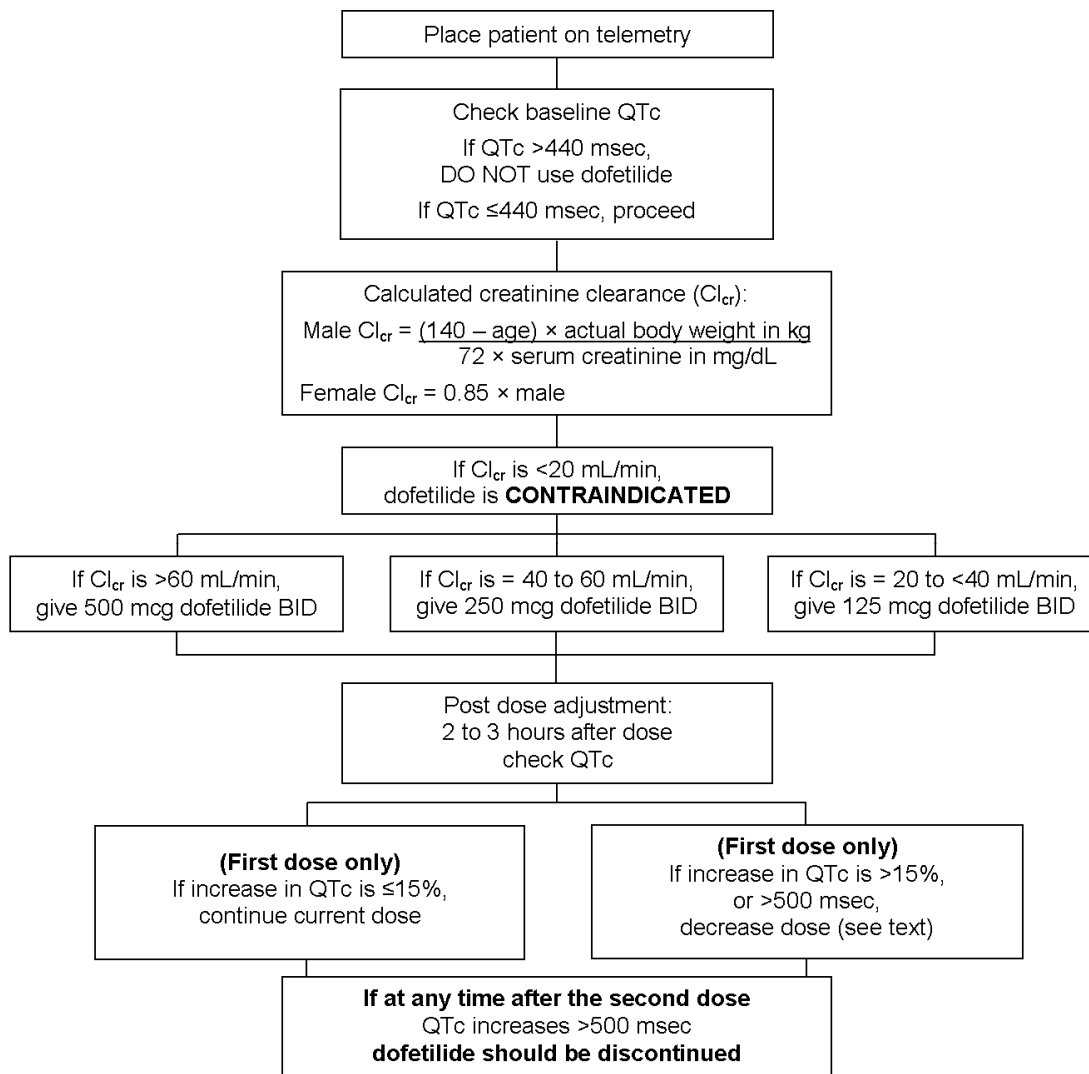 Place patient on telemetry
Check baseline QTc
If QTc >440 msec,
DO NOT use dofetilide
If QTc ≤440 msec, proceed
Calculated creatinine clearance (Clcr):
Male Clcr = (140 – age) × actual body weight in kg
72 × serum creatinine in mg/dL
Female Clcr = 0.85 × male
If Clcr is <20 mL/min,
dofetilide is CONTRAINDICATED
If Clcr is >60 mL/min,
give 500 mcg dofetilide BID
If Clcr is = 40 to 60 mL/min,
give 250 mcg dofetilide BID
If Clcr is = 20 to <40 mL/min,
give 125 mcg dofetilide BID
Post dose adjustment:
2 to 3 hours after dose
check QTc
(First dose only)
If increase in QTc is ≤15%,
continue current dose
(First dose only)
If increase in QTc is >15%,
or >500 msec,
decrease dose (see text)
If at any time after the second dose
QTc increases >500 msec
dofetilide should be discontinued